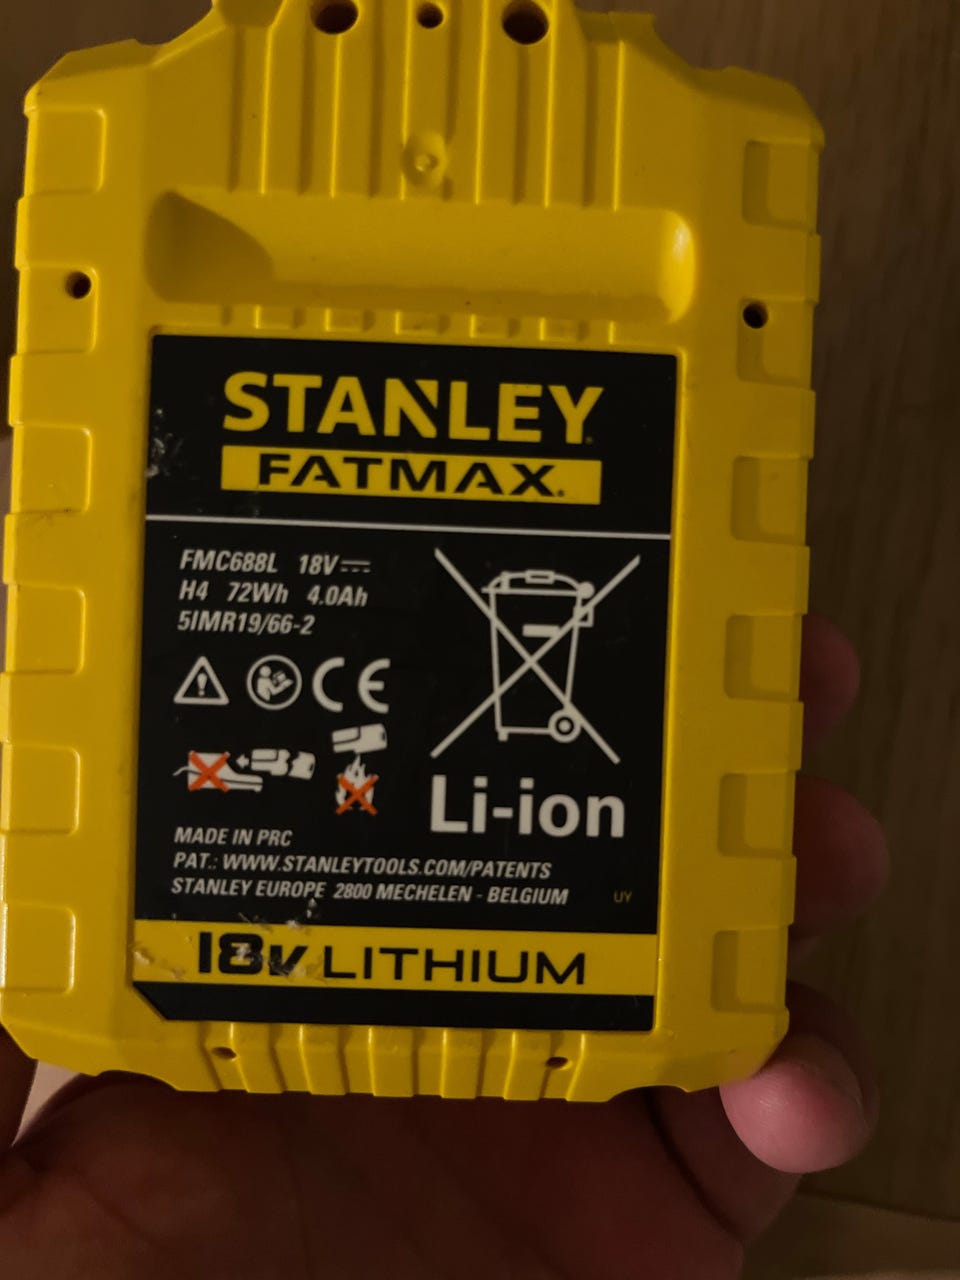 STANLEY
FATMAX.
FMC688L 18V⎓
H4 72Wh 4.0Ah
5IMR19/66-2
CE
Li-ion
MADE IN PRC
PAT.: WWW.STANLEYTOOLS.COM/PATENTS
STANLEY EUROPE 2800 MECHELEN - BELGIUM UY
18V LITHIUM